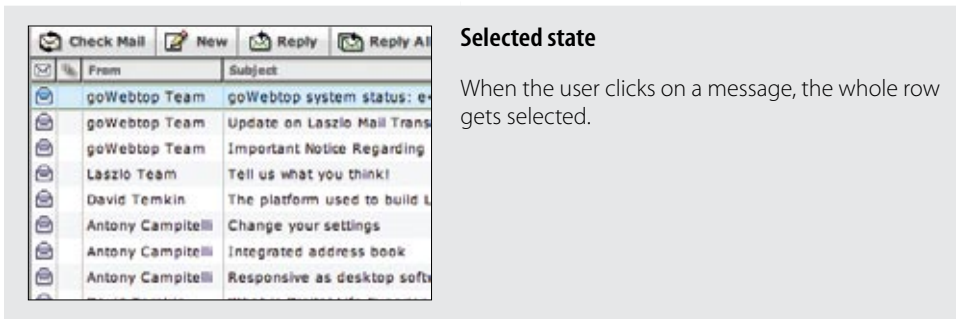 Check Mail New Reply Reply All
From Subject
goWebtop Team goWebtop system status: e
goWebtop Team Update on Laszlo Mail Trans
goWebtop Team Important Notice Regarding
Laszlo Team Tell us what you think!
David Temkin The platform used to build L
Antony Campitelli Change your settings
Antony Campitelli Integrated address book
Antony Campitelli Responsive as desktop softw
Selected state
When the user clicks on a message, the whole row
gets selected.